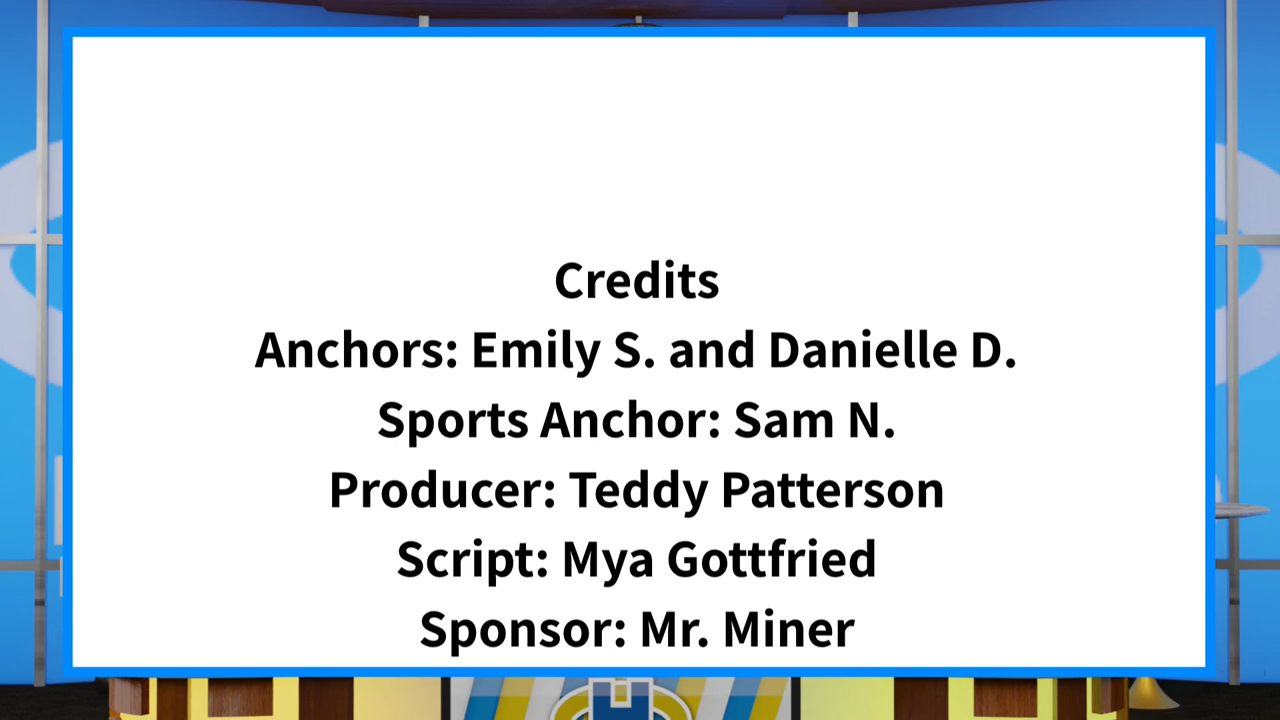 Credits
Anchors: Emily S. and Danielle D.
Sports Anchor: Sam N.
Producer: Teddy Patterson
Script: Mya Gottfried
Sponsor: Mr. Miner